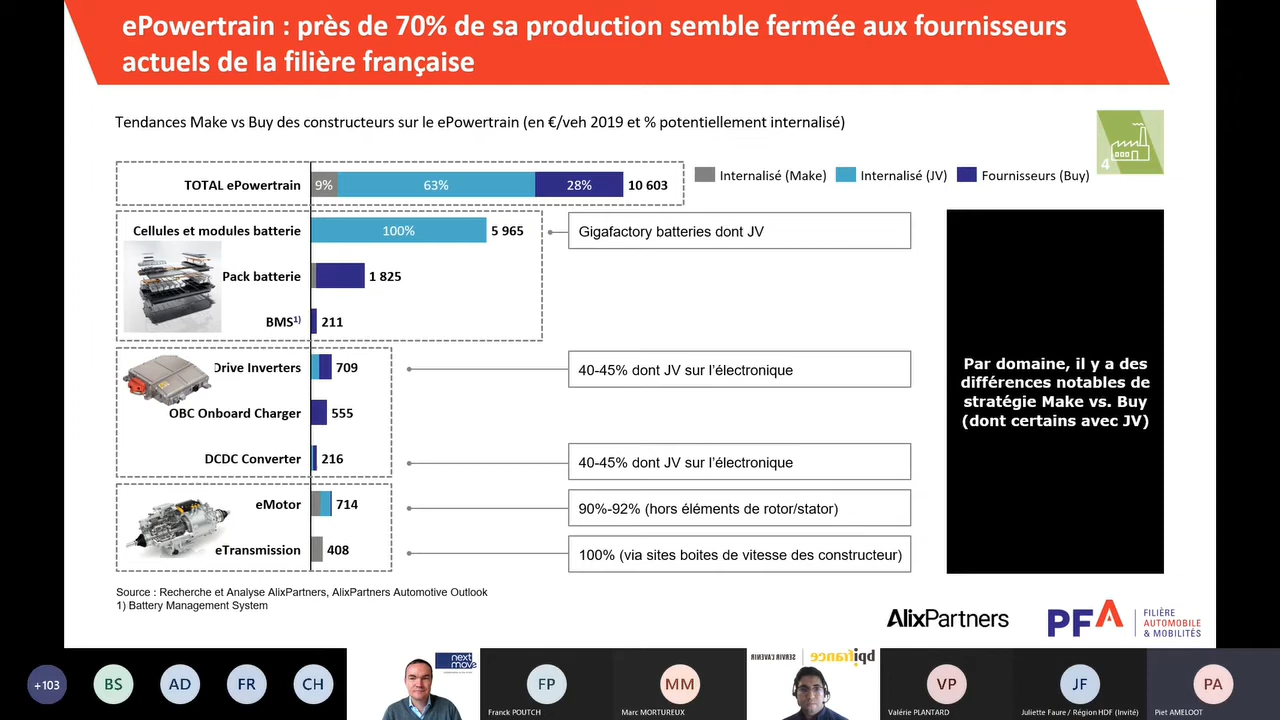 ePowertrain : près de 70% de sa production semble fermée aux fournisseurs
actuels de la filière française
Tendances Make vs Buy des constructeurs sur le ePowertrain (en €/veh 2019 et % potentiellement internalisé)
4
Internalisé (Make)
Internalisé (JV)
Fournisseurs (Buy)
TOTAL ePowertrain 9% 63% 28% 10 603
Cellules et modules batterie 100% 5 965
Gigafactory batteries dont JV
Pack batterie 1 825
BMS1) 211
Drive Inverters 709
40-45% dont JV sur l’électronique
OBC Onboard Charger 555
DCDC Converter 216
40-45% dont JV sur l’électronique
eMotor 714
90%-92% (hors éléments de rotor/stator)
eTransmission 408
100% (via sites boites de vitesse des constructeur)
Par domaine, il y a des
différences notables de
stratégie Make vs. Buy
(dont certains avec JV)
Source : Recherche et Analyse AlixPartners, AlixPartners Automotive Outlook
1) Battery Management System
AlixPartners
PFA
FILIÈRE
AUTOMOBILE
& MOBILITÉS
+103
BS
AD
FR
CH
next
move
FP
Franck POUTCH
MM
Marc MORTUREUX
bpifrance
SERVIR L'AVENIR
VP
Valérie PLANTARD
JF
Juliette Faure / Région HDF (Invité)
PA
Piet AMELOOT